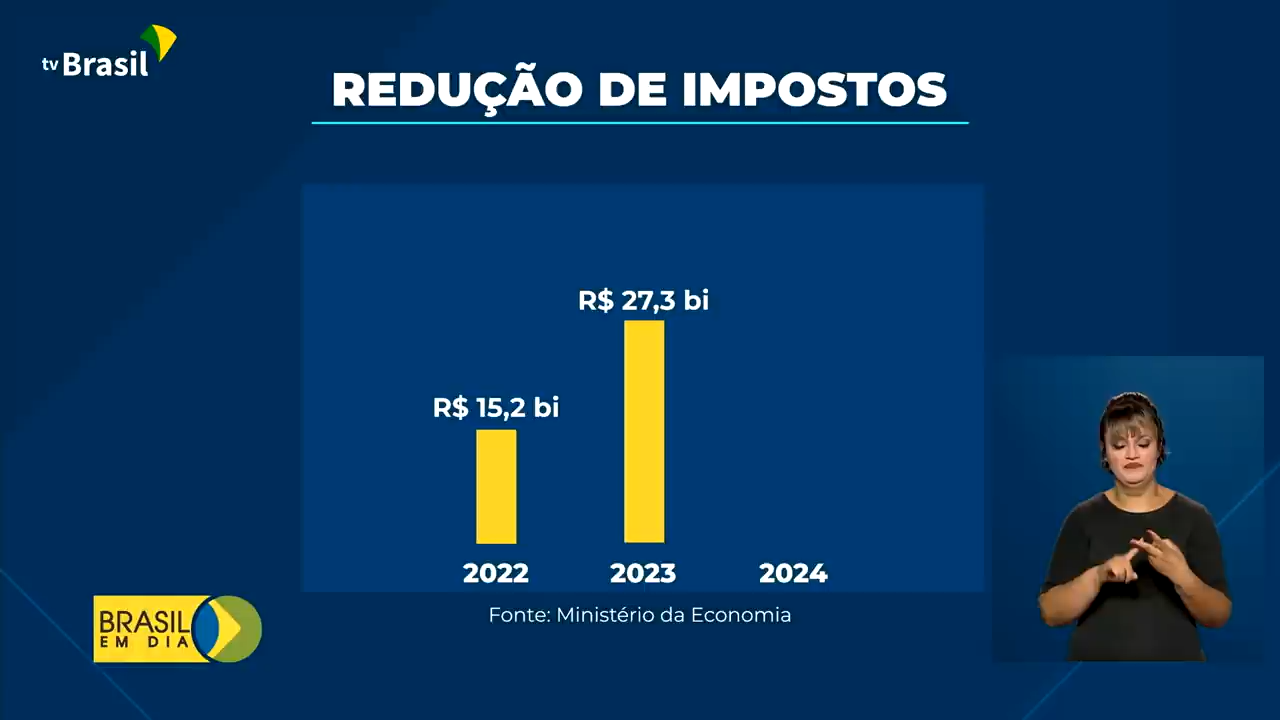 tv Brasil
REDUÇÃO DE IMPOSTOS
R$ 27,3 bi
R$ 15,2 bi
2022 2023 2024
Fonte: Ministério da Economia
BRASIL
EM DIA